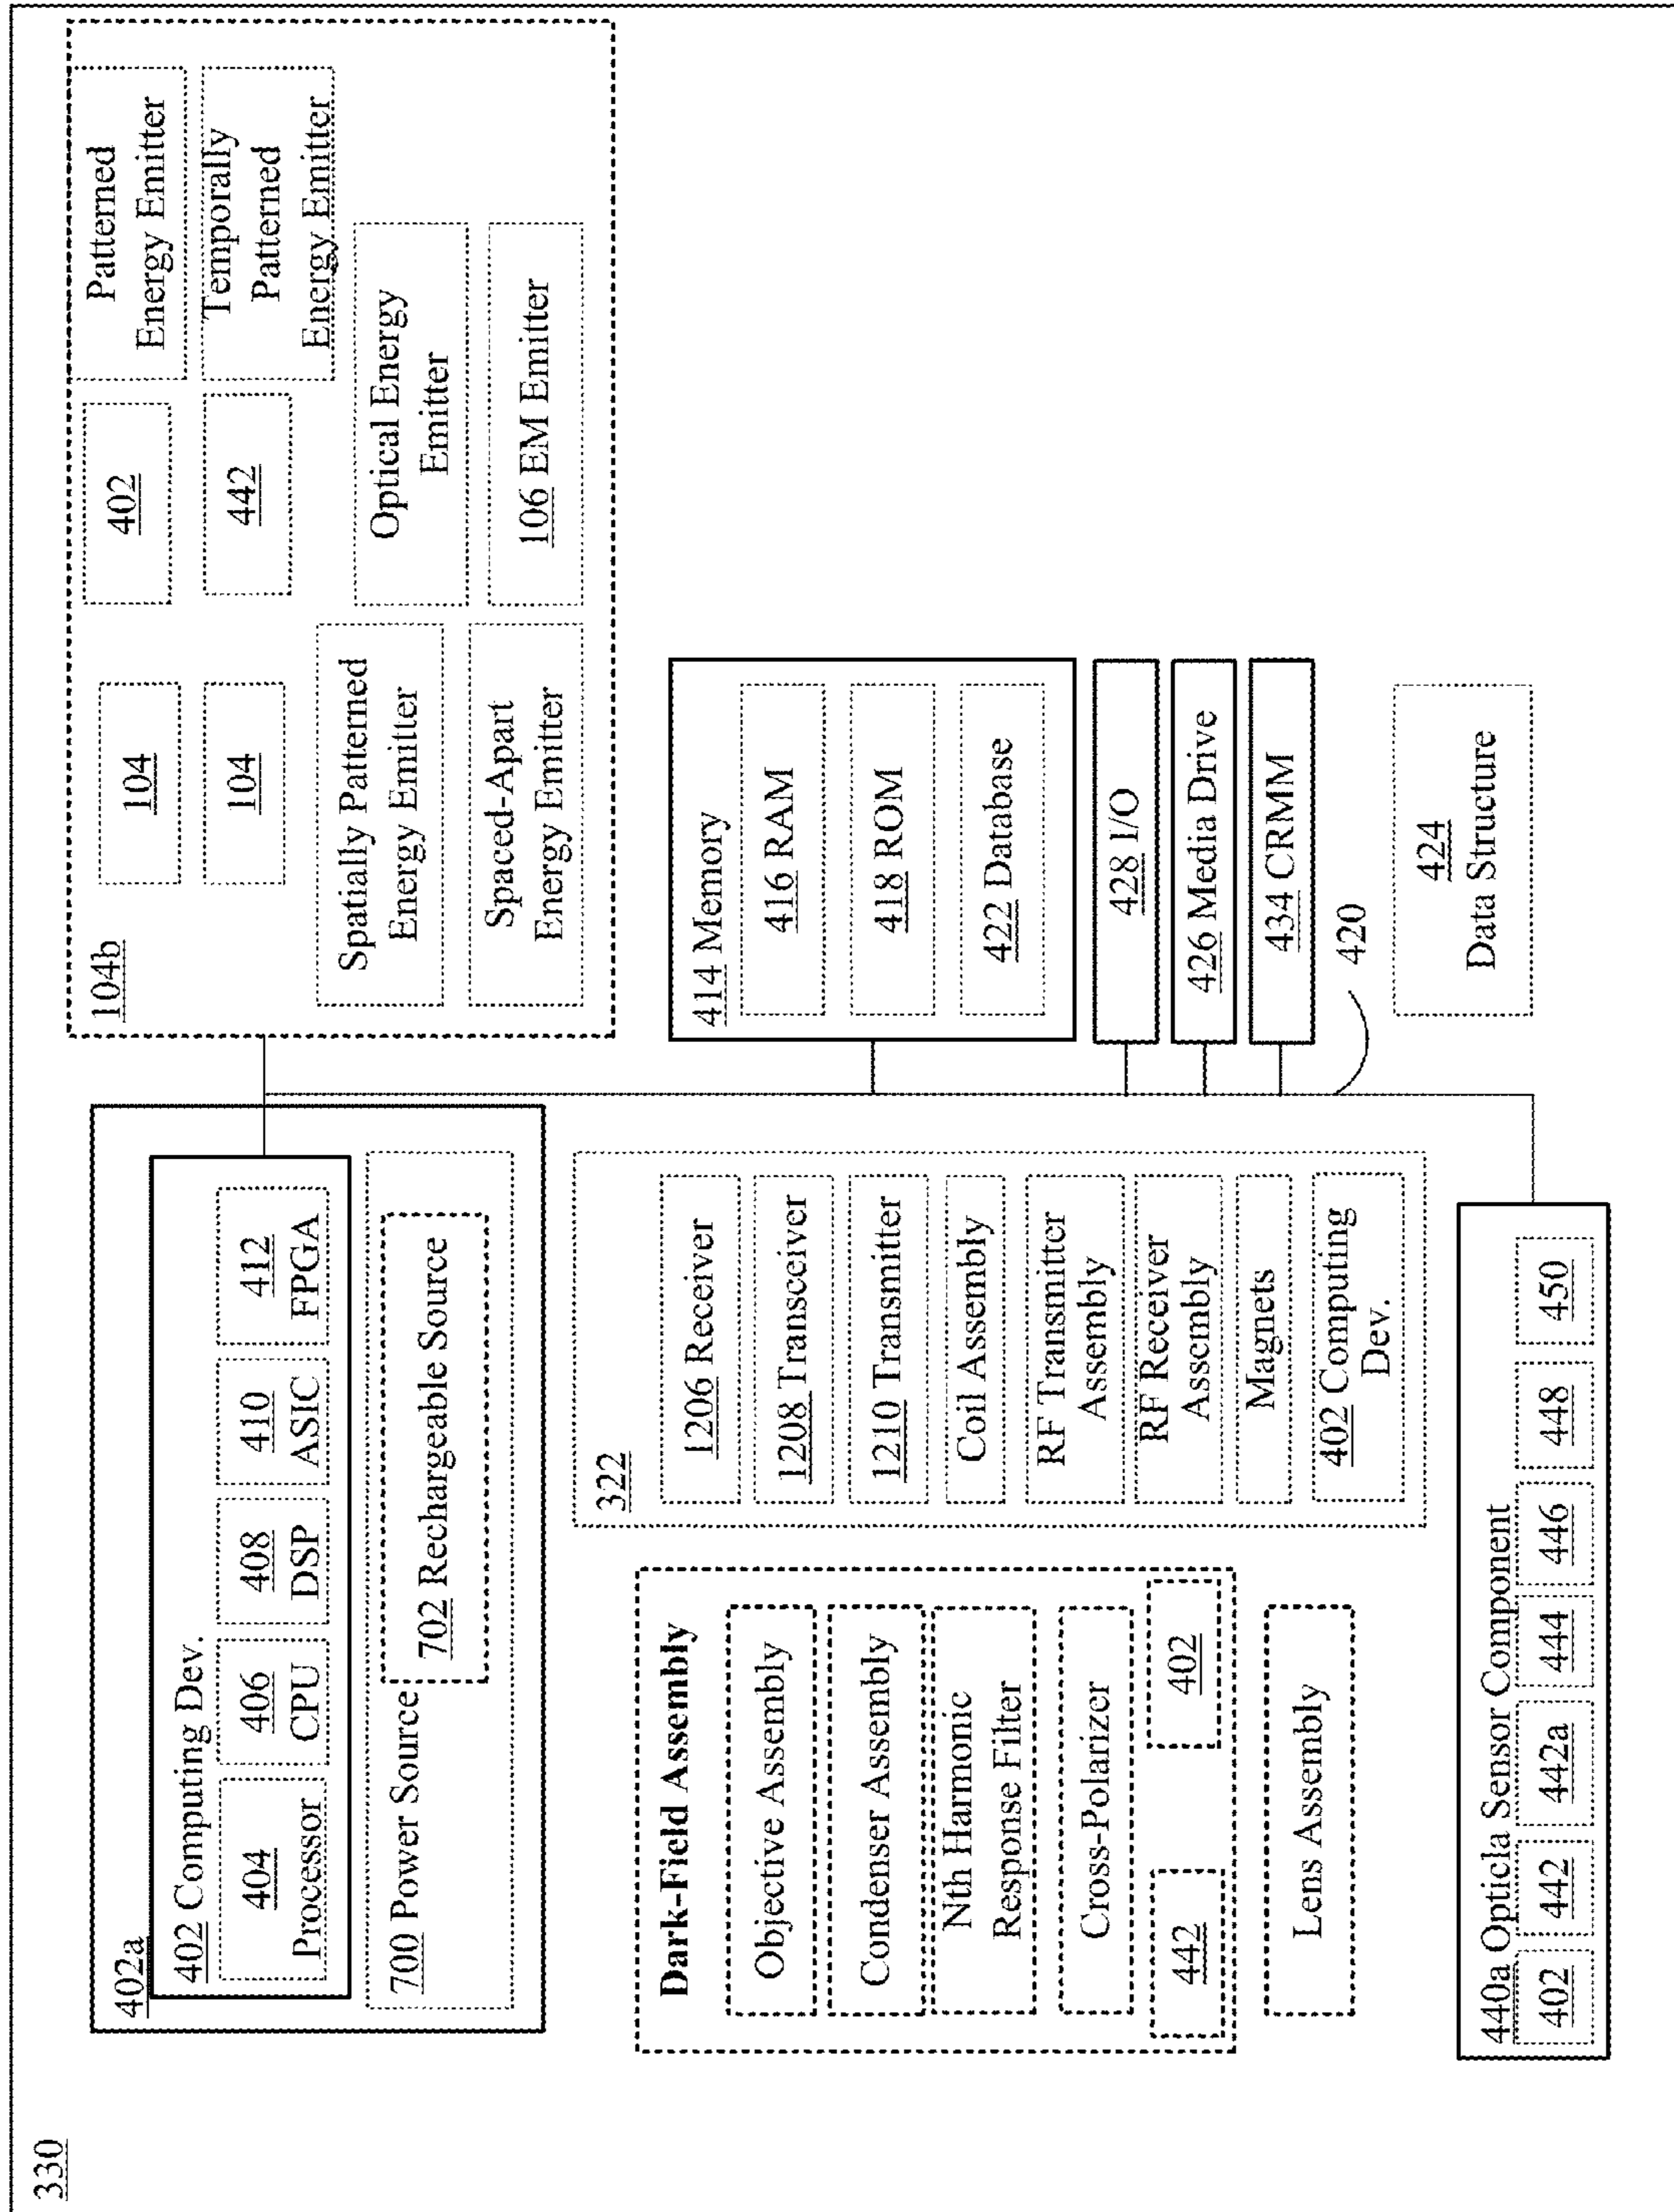 330
402a
402 Computing Dev.
404
Processor
406
CPU
408
DSP
410
ASIC
412
FPGA
700 Power Source
702 Rechargeable Source
104b
104
402
Patterned
Energy Emitter
104
442
Temporally
Patterned
Energy Emitter
Spatially Patterned
Energy Emitter
Optical Energy
Emitter
Spaced-Apart
Energy Emitter
106 EM Emitter
Dark-Field Assembly
Objective Assembly
Condenser Assembly
Nth Harmonic
Response Filter
Cross-Polarizer
442
402
Lens Assembly
322
1206 Receiver
1208 Transceiver
1210 Transmitter
Coil Assembly
RF Transmitter
Assembly
RF Receiver
Assembly
Magnets
402 Computing
Dev.
414 Memory
416 RAM
418 ROM
422 Database
428 I/O
426 Media Drive
434 CRMM
420
424
Data Structure
440a Opticla Sensor Component
402
442
442a
444
446
448
450